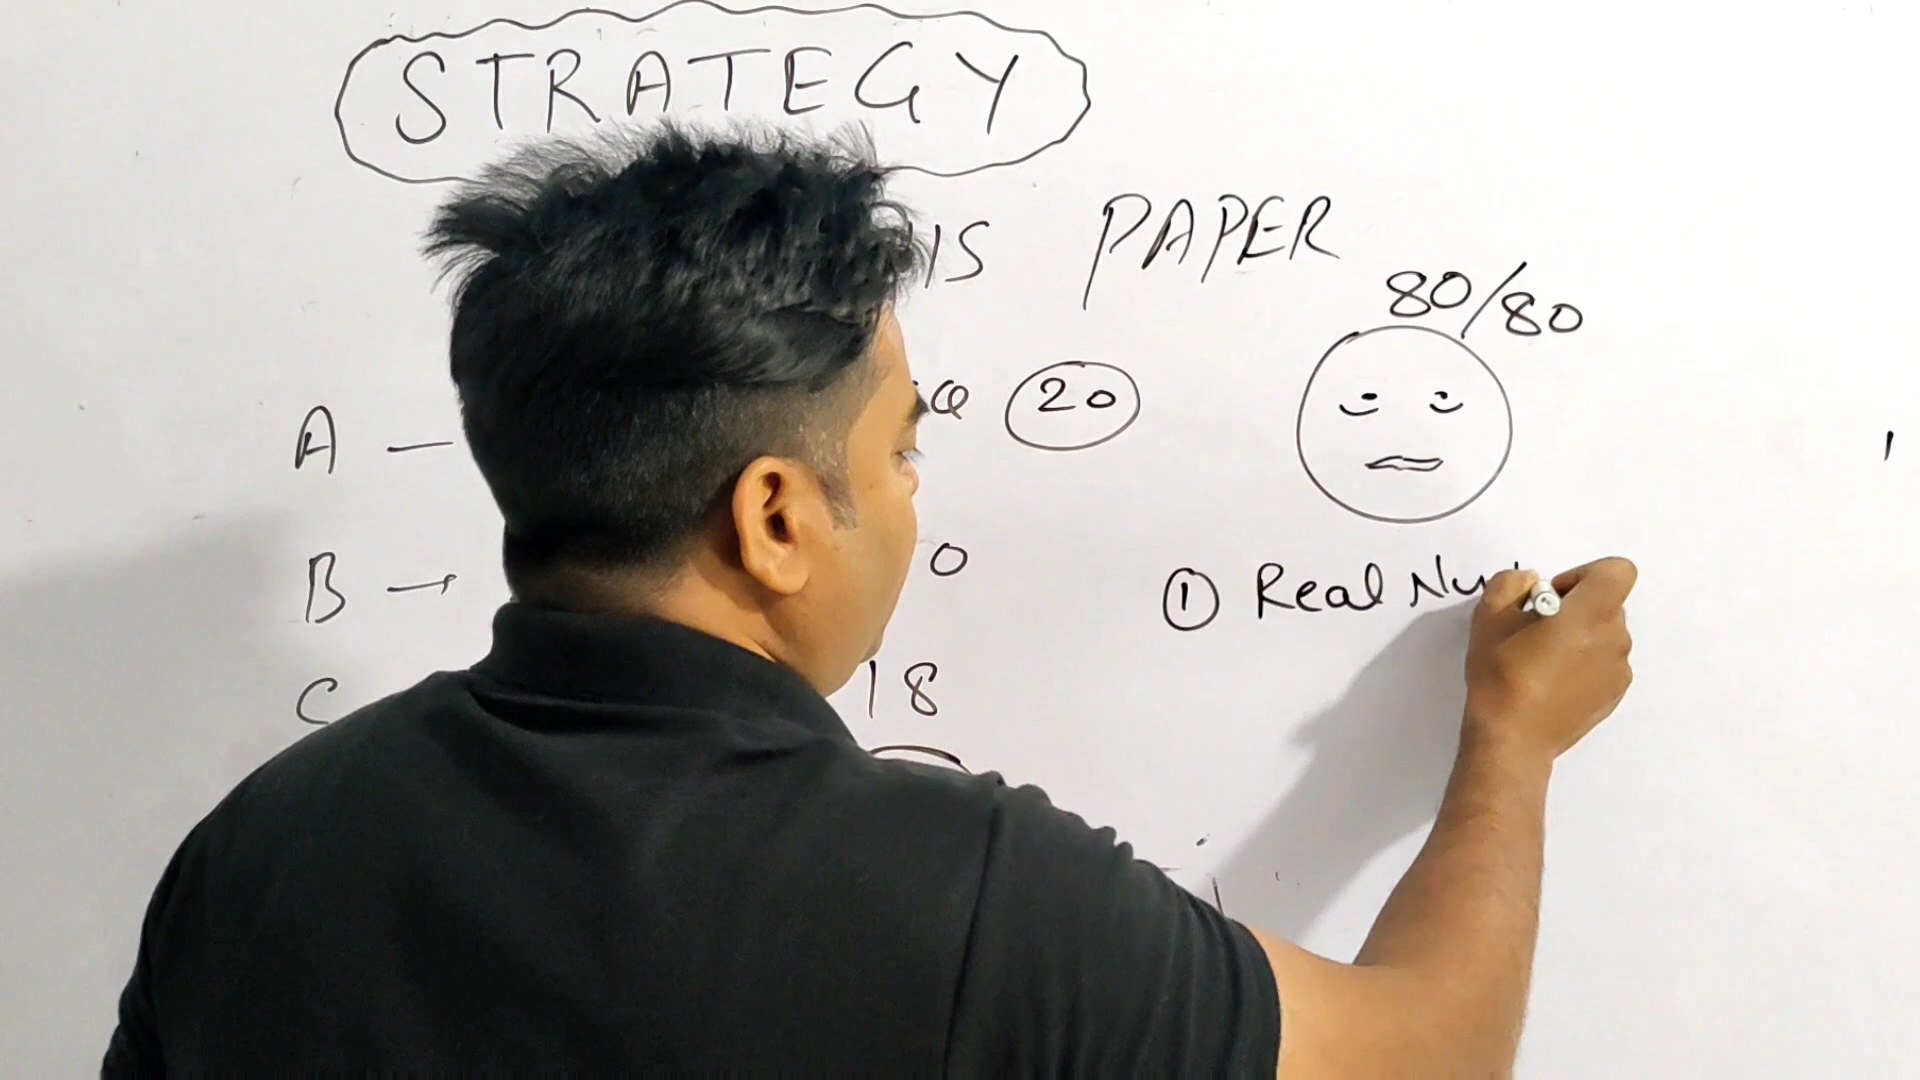 STRATEGY
IS PAPER
80/80
A — Q 20
B → 0
① Real Nu
C 18